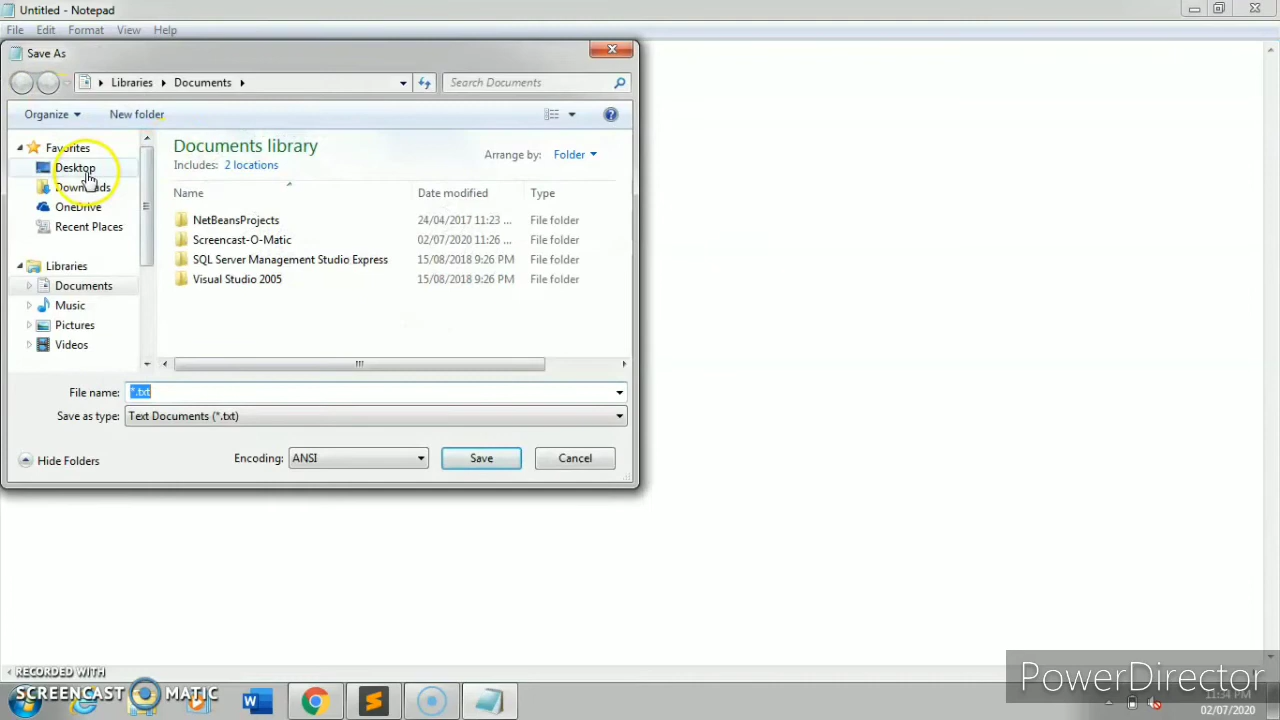 Untitled - Notepad
File Edit Format View Help
Save As
Libraries Documents
Search Documents
Organize New folder
Favorites
Desktop
Downloads
OneDrive
Recent Places
Libraries
Documents
Music
Pictures
Videos
Documents library
Includes: 2 locations
Arrange by: Folder
Name Date modified Type
NetBeansProjects 24/04/2017 11:23 ... File folder
Screencast-O-Matic 02/07/2020 11:26 ... File folder
SQL Server Management Studio Express 15/08/2018 9:26 PM File folder
Visual Studio 2005 15/08/2018 9:26 PM File folder
File name: *.txt
Save as type: Text Documents (*.txt)
Hide Folders
Encoding: ANSI
Save
Cancel
RECORDED WITH
SCREENCAST MATIC
PowerDirector
11:34 PM
02/07/2020